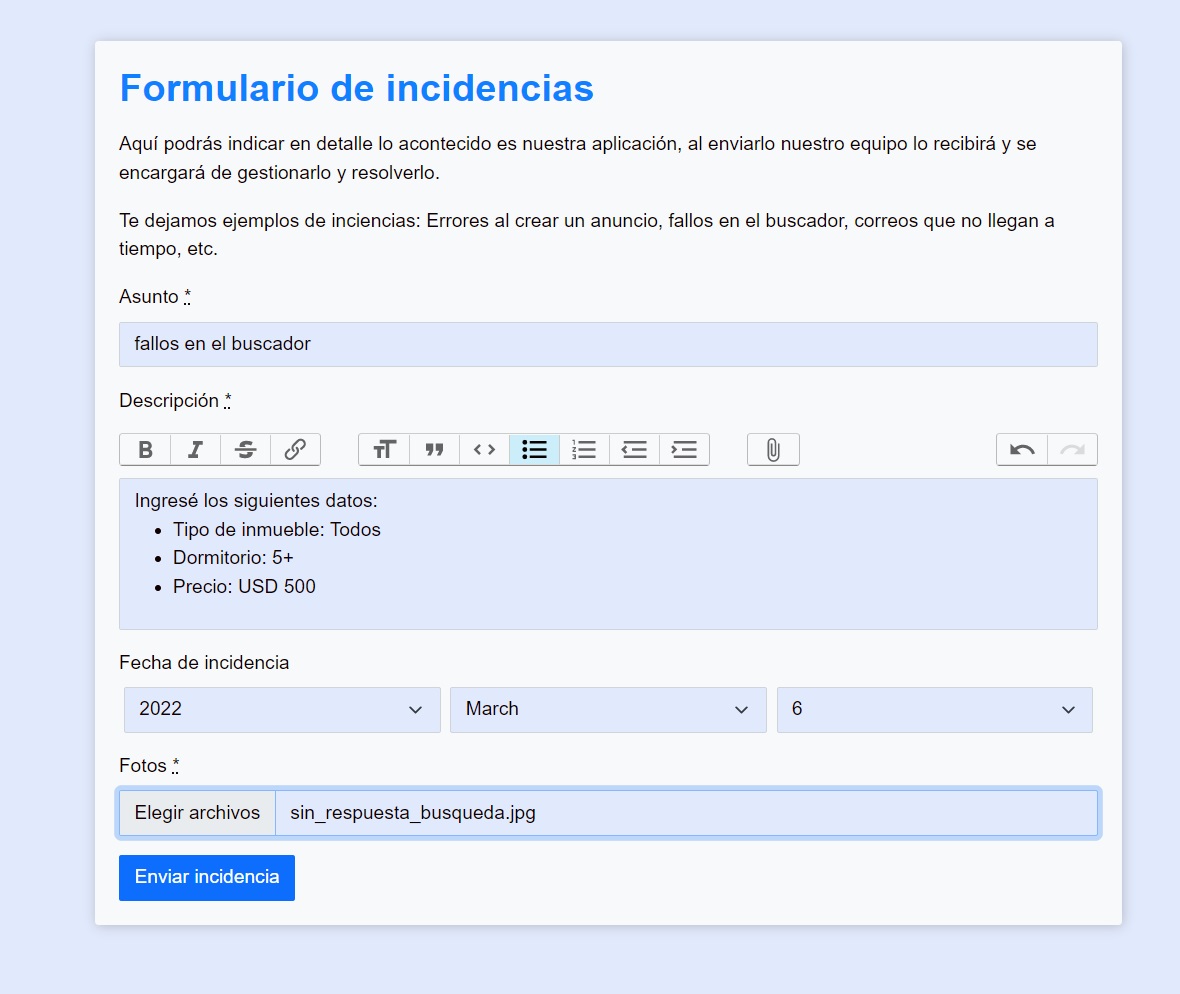 Formulario de incidencias
Aquí podrás indicar en detalle lo acontecido es nuestra aplicación, al enviarlo nuestro equipo lo recibirá y se
encargará de gestionarlo y resolverlo.
Te dejamos ejemplos de inciencias: Errores al crear un anuncio, fallos en el buscador, correos que no llegan a
tiempo, etc.
Asunto *
fallos en el buscador
Descripción *
Ingresé los siguientes datos:
• Tipo de inmueble: Todos
• Dormitorio: 5+
• Precio: USD 500
Fecha de incidencia
2022 March 6
Fotos *
Elegir archivos sin_respuesta_busqueda.jpg
Enviar incidencia